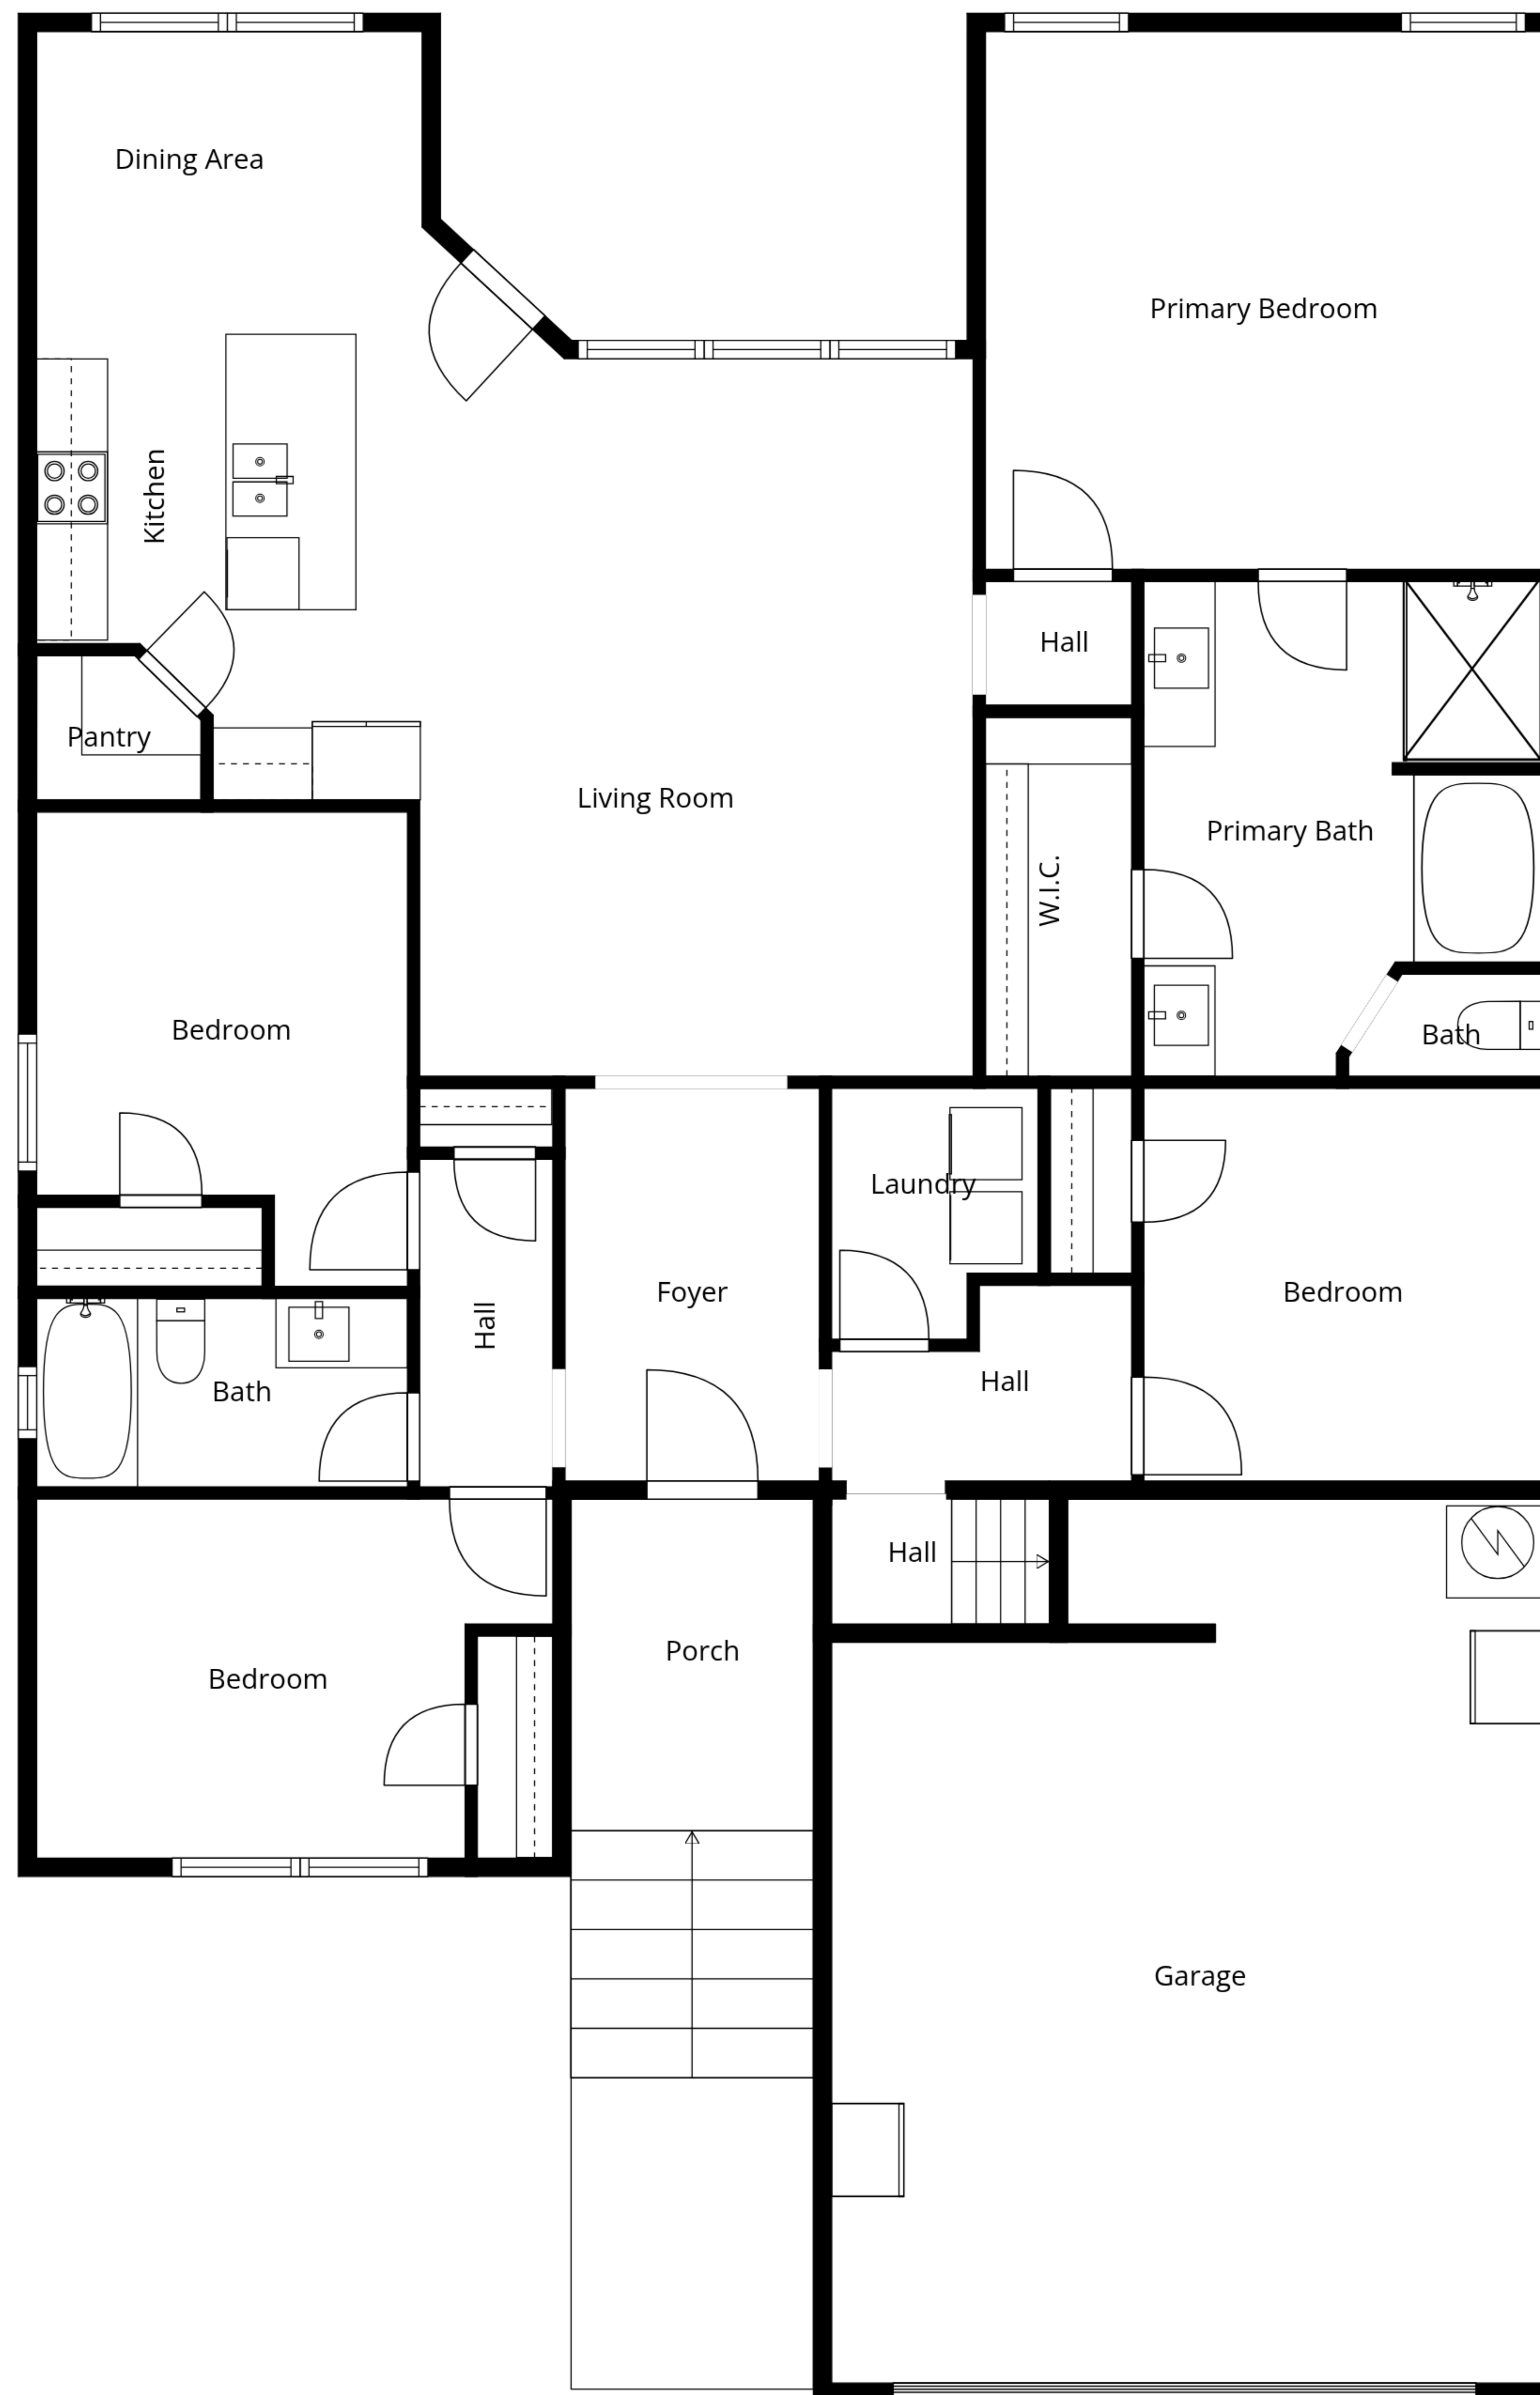 Dining Area
Primary Bedroom
Kitchen
Hall
Pantry
Living Room
Primary Bath
W.I.C.
Bedroom
Bath
Laundry
Foyer
Bedroom
Hall
Hall
Bath
Hall
Porch
Bedroom
Garage